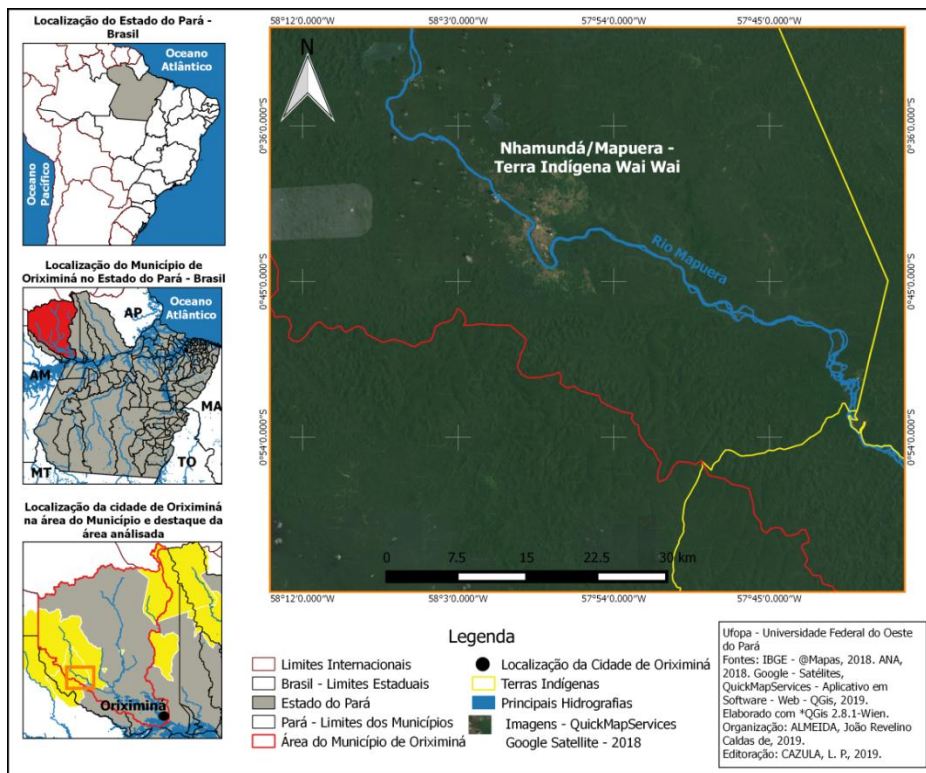 Localização do Estado do Pará -
Brasil
Oceano
Atlântico
Oceano
Pacífico
Localização do Município de
Oriximiná no Estado do Pará - Brasil
Oceano
Atlântico
AP
AM
MA
MT
TO
Localização da cidade de Oriximiná
na área do Município e destaque da
área análisada
Oriximiná
58°12'0.000"W
58°3'0.000"W
57°54'0.000"W
57°45'0.000"W
N
0°36'0.000"S
0°45'0.000"S
0°54'0.000"S
Nhamundá/Mapuera -
Terra Indígena Wai Wai
Rio Mapuera
0°36'0.000"S
0°45'0.000"S
0°54'0.000"S
0
7.5
15
22.5
30 km
58°12'0.000"W
58°3'0.000"W
57°54'0.000"W
57°45'0.000"W
Legenda
Limites Internacionais
Brasil - Limites Estaduais
Estado do Pará
Pará - Limites dos Municípios
Área do Município de Oriximiná
Localização da Cidade de Oriximiná
Terras Indígenas
Principais Hidrografias
Imagens - QuickMapServices
Google Satellite - 2018
Ufopa - Universidade Federal do Oeste
do Pará
Fontes: IBGE - @Mapas, 2018. ANA,
2018. Google - Satélites,
QuickMapServices - Aplicativo em
Software - Web - QGis, 2019.
Elaborado com *QGis 2.8.1-Wien.
Organização: ALMEIDA, João Revelino
Caldas de, 2019.
Editoração: CAZULA, L. P., 2019.